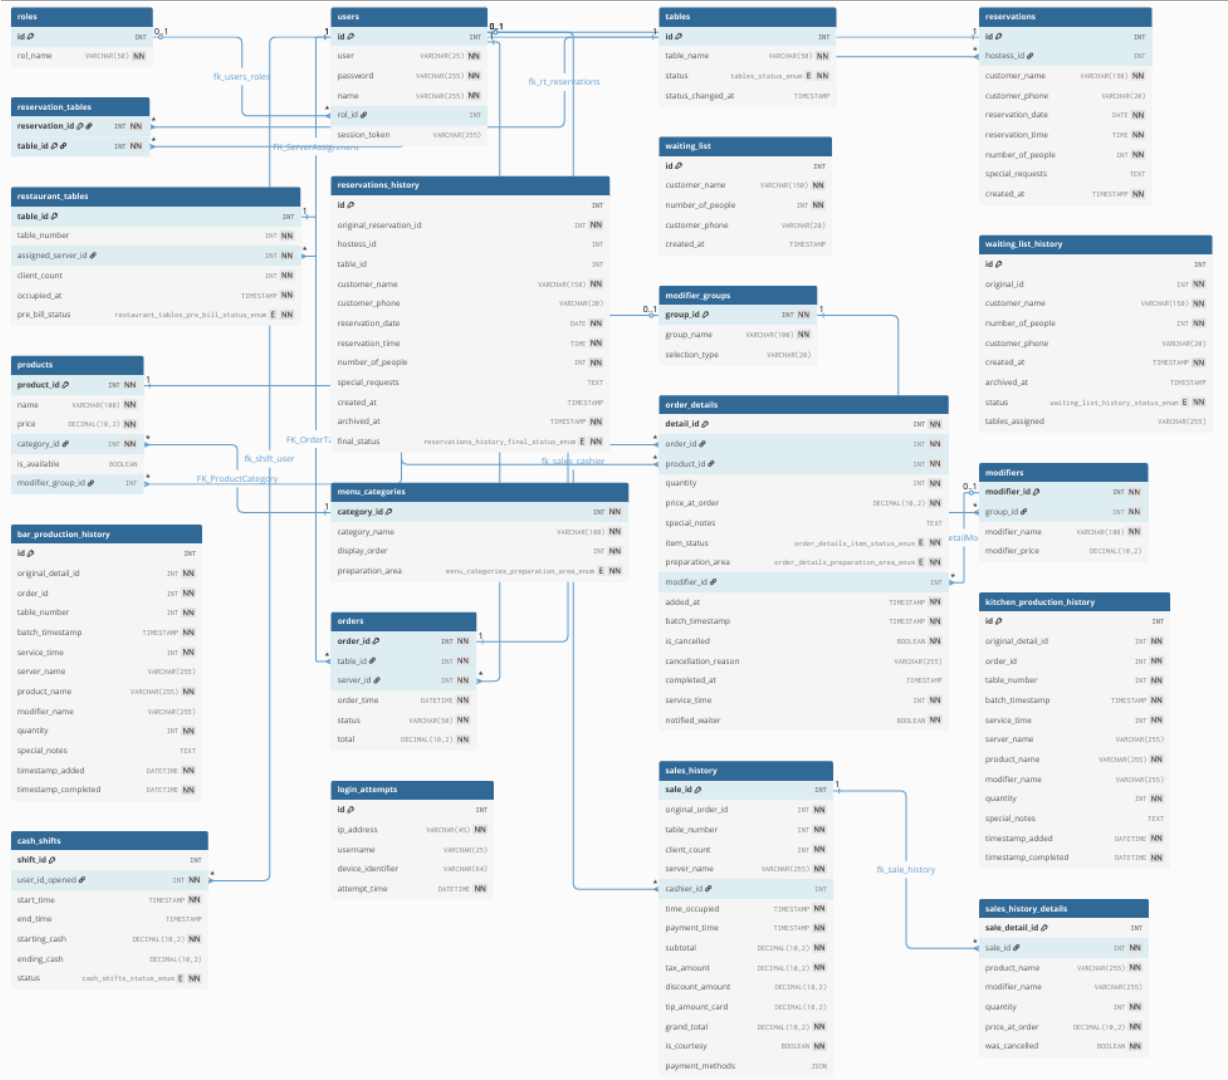 roles
id INT
rol_name VARCHAR(50) NN
reservation_tables
reservation_id INT NN
table_id INT NN
restaurant_tables
table_id INT
table_number INT NN
assigned_server_id INT NN
client_count INT NN
occupied_at TIMESTAMP NN
pre_bill_status restaurant_tables_pre_bill_status_enum E NN
products
product_id INT NN
name VARCHAR(100) NN
price DECIMAL(10,2) NN
category_id INT NN
is_available BOOLEAN
modifier_group_id INT
bar_production_history
id INT
original_detail_id INT NN
order_id INT NN
table_number INT NN
batch_timestamp TIMESTAMP NN
service_time INT NN
server_name VARCHAR(255)
product_name VARCHAR(255) NN
modifier_name VARCHAR(255)
quantity INT NN
special_notes TEXT
timestamp_added DATETIME NN
timestamp_completed DATETIME NN
cash_shifts
shift_id INT
user_id_opened INT NN
start_time TIMESTAMP NN
end_time TIMESTAMP
starting_cash DECIMAL(10,2) NN
ending_cash DECIMAL(10,2)
status cash_shifts_status_enum E NN
0..1
fk_users_roles
FK_ServerAssignment
fk_shift_user
FK_ProductCategory
FK_OrderTa
users
id INT
user VARCHAR(25) NN
password VARCHAR(255) NN
name VARCHAR(255) NN
rol_id INT
session_token VARCHAR(255)
reservations_history
id INT
original_reservation_id INT NN
hostess_id INT
table_id INT
customer_name VARCHAR(150) NN
customer_phone VARCHAR(20)
reservation_date DATE NN
reservation_time TIME NN
number_of_people INT NN
special_requests TEXT
created_at TIMESTAMP
archived_at TIMESTAMP NN
final_status reservations_history_final_status_enum E NN
menu_categories
category_id INT NN
category_name VARCHAR(100) NN
display_order INT NN
preparation_area menu_categories_preparation_area_enum E NN
orders
order_id INT NN
table_id INT NN
server_id INT NN
order_time DATETIME NN
status VARCHAR(50) NN
total DECIMAL(10,2) NN
login_attempts
id INT
ip_address VARCHAR(45) NN
username VARCHAR(25)
device_identifier VARCHAR(64)
attempt_time DATETIME NN
0..1
fk_rt_reservations
fk_sales_cashier
0..1
tables
id INT
table_name VARCHAR(50) NN
status tables_status_enum E NN
status_changed_at TIMESTAMP
waiting_list
id INT
customer_name VARCHAR(150) NN
number_of_people INT NN
customer_phone VARCHAR(20)
created_at TIMESTAMP
modifier_groups
group_id INT NN
group_name VARCHAR(100) NN
selection_type VARCHAR(20)
order_details
detail_id INT NN
order_id INT NN
product_id INT NN
quantity INT NN
price_at_order DECIMAL(10,2) NN
special_notes TEXT
item_status order_details_item_status_enum E NN
preparation_area order_details_preparation_area_enum E NN
modifier_id INT
added_at TIMESTAMP NN
batch_timestamp TIMESTAMP NN
is_cancelled BOOLEAN NN
cancellation_reason VARCHAR(255)
completed_at TIMESTAMP
service_time INT NN
notified_waiter BOOLEAN NN
sales_history
sale_id INT
original_order_id INT NN
table_number INT NN
client_count INT NN
server_name VARCHAR(255) NN
cashier_id INT
time_occupied TIMESTAMP NN
payment_time TIMESTAMP NN
subtotal DECIMAL(10,2) NN
tax_amount DECIMAL(10,2) NN
discount_amount DECIMAL(10,2)
tip_amount_card DECIMAL(10,2)
grand_total DECIMAL(10,2) NN
is_courtesy BOOLEAN NN
payment_methods JSON
0..1
etailMo
fk_sale_history
reservations
id INT
hostess_id INT
customer_name VARCHAR(150) NN
customer_phone VARCHAR(20)
reservation_date DATE NN
reservation_time TIME NN
number_of_people INT NN
special_requests TEXT
created_at TIMESTAMP NN
waiting_list_history
id INT
original_id INT NN
customer_name VARCHAR(150) NN
number_of_people INT NN
customer_phone VARCHAR(20)
created_at TIMESTAMP NN
archived_at TIMESTAMP
status waiting_list_history_status_enum E NN
tables_assigned VARCHAR(255)
modifiers
modifier_id INT NN
group_id INT NN
modifier_name VARCHAR(100) NN
modifier_price DECIMAL(10,2)
kitchen_production_history
id INT
original_detail_id INT NN
order_id INT NN
table_number INT NN
batch_timestamp TIMESTAMP NN
service_time INT NN
server_name VARCHAR(255)
product_name VARCHAR(255) NN
modifier_name VARCHAR(255)
quantity INT NN
special_notes TEXT
timestamp_added DATETIME NN
timestamp_completed DATETIME NN
sales_history_details
sale_detail_id INT
sale_id INT NN
product_name VARCHAR(255) NN
modifier_name VARCHAR(255)
quantity INT NN
price_at_order DECIMAL(10,2) NN
was_cancelled BOOLEAN NN